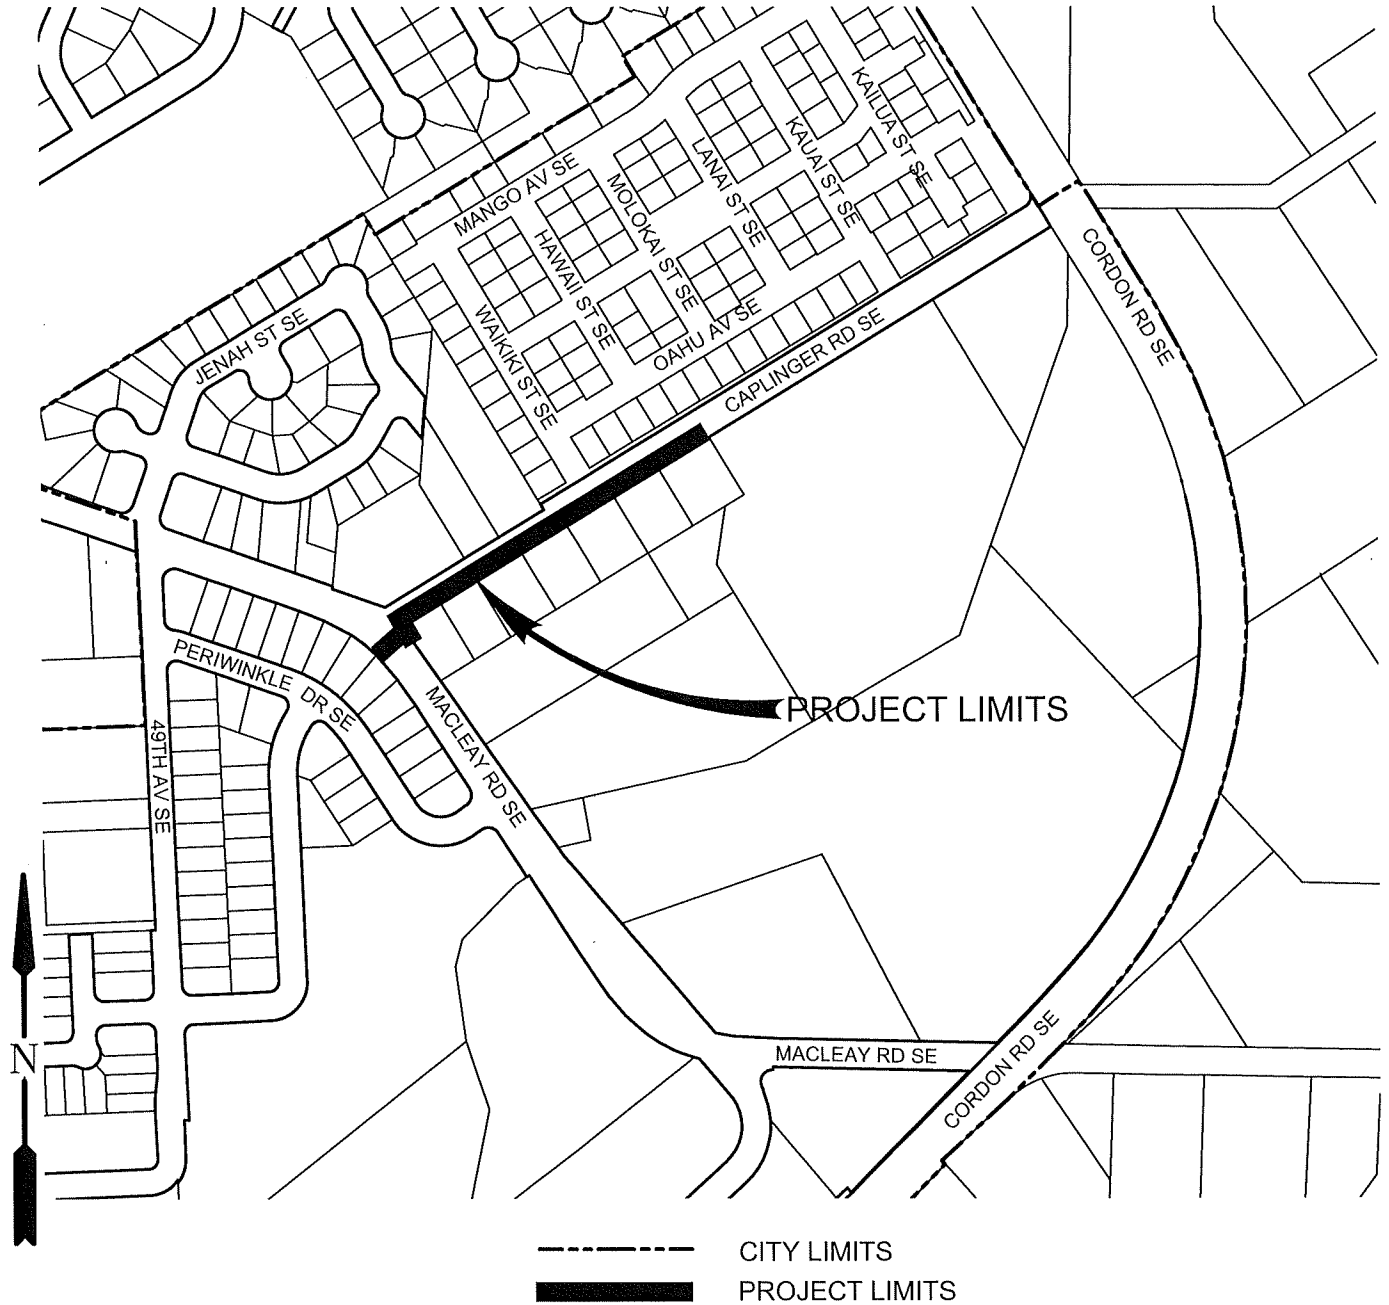 KAILUA ST SE
KAUAI ST SE
LANAI ST SE
MANGO AV SE
MOLOKAI ST SE
HAWAII ST SE
WAIKIKI ST SE
OAHU AV SE
CAPLINGER RD SE
CORDON RD SE
JENAH ST SE
PERIWINKLE DR SE
49TH AV SE
MACLEAY RD SE
PROJECT LIMITS
MACLEAY RD SE
CORDON RD SE
N
CITY LIMITS
PROJECT LIMITS